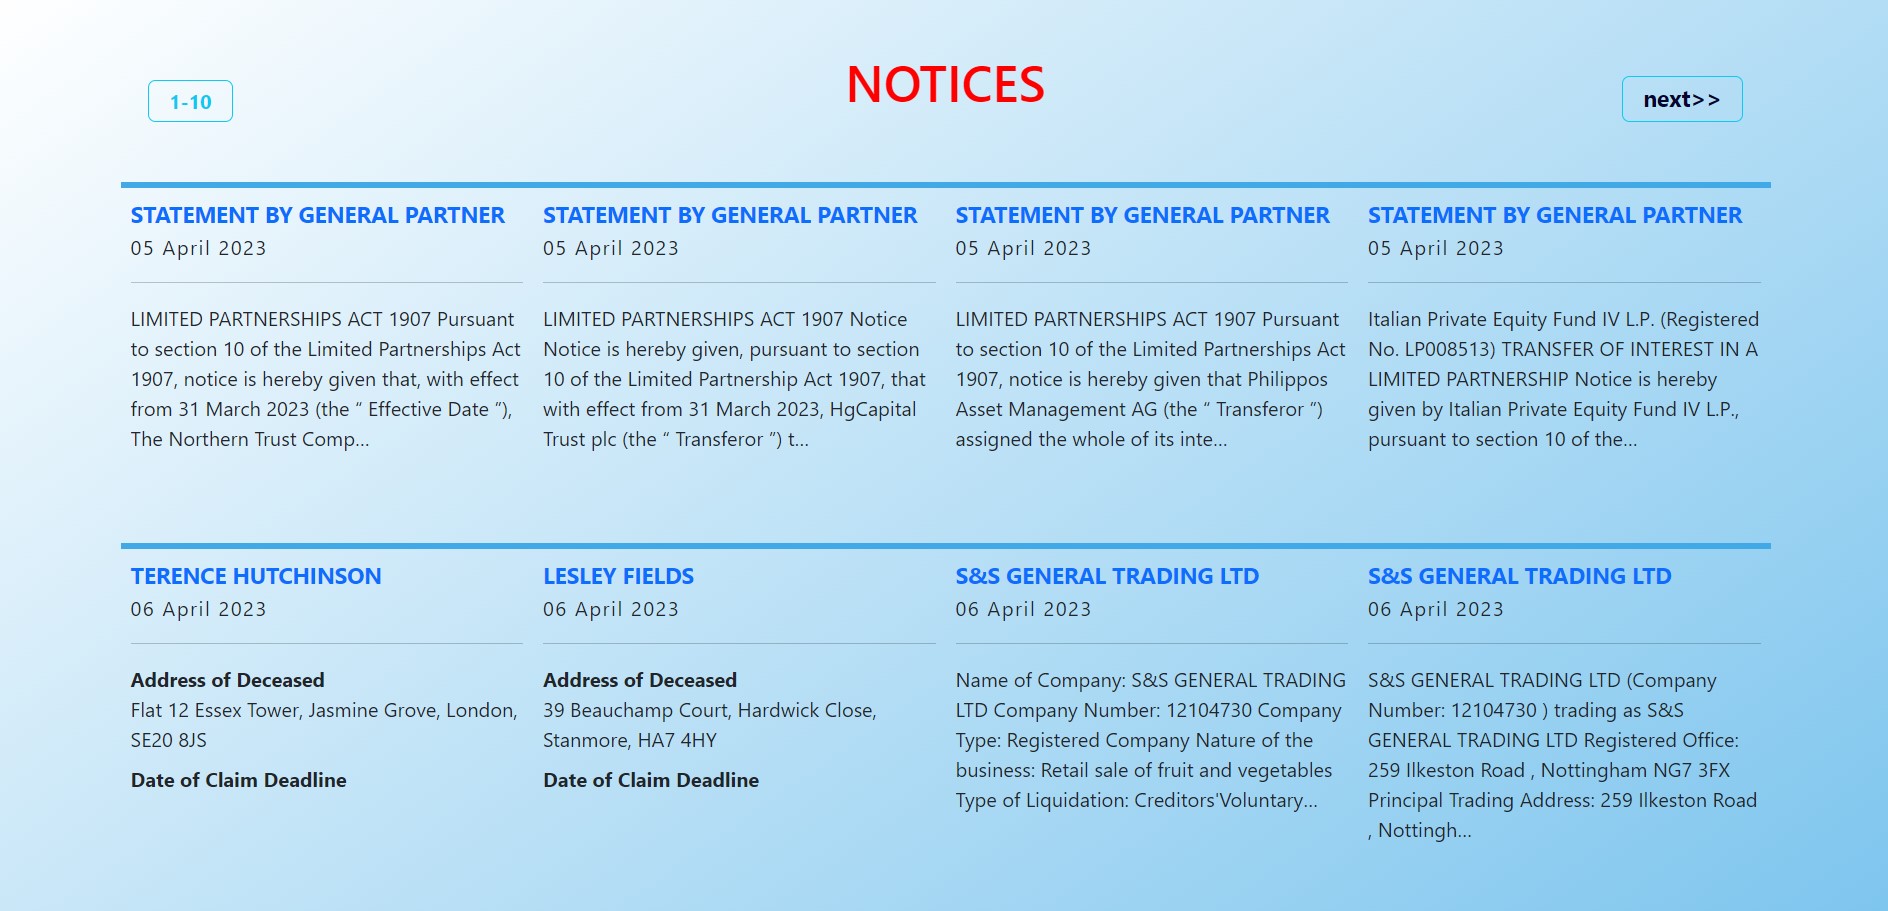 1-10
NOTICES
next>>
STATEMENT BY GENERAL PARTNER
05 April 2023
LIMITED PARTNERSHIPS ACT 1907 Pursuant
to section 10 of the Limited Partnerships Act
1907, notice is hereby given that, with effect
from 31 March 2023 (the “ Effective Date ”),
The Northern Trust Comp...
STATEMENT BY GENERAL PARTNER
05 April 2023
LIMITED PARTNERSHIPS ACT 1907 Notice
Notice is hereby given, pursuant to section
10 of the Limited Partnership Act 1907, that
with effect from 31 March 2023, HgCapital
Trust plc (the “ Transferor ”) t...
STATEMENT BY GENERAL PARTNER
05 April 2023
LIMITED PARTNERSHIPS ACT 1907 Pursuant
to section 10 of the Limited Partnerships Act
1907, notice is hereby given that Philippos
Asset Management AG (the “ Transferor ”)
assigned the whole of its inte...
STATEMENT BY GENERAL PARTNER
05 April 2023
Italian Private Equity Fund IV L.P. (Registered
No. LP008513) TRANSFER OF INTEREST IN A
LIMITED PARTNERSHIP Notice is hereby
given by Italian Private Equity Fund IV L.P.,
pursuant to section 10 of the...
TERENCE HUTCHINSON
06 April 2023
Address of Deceased
Flat 12 Essex Tower, Jasmine Grove, London,
SE20 8JS
Date of Claim Deadline
LESLEY FIELDS
06 April 2023
Address of Deceased
39 Beauchamp Court, Hardwick Close,
Stanmore, HA7 4HY
Date of Claim Deadline
S&S GENERAL TRADING LTD
06 April 2023
Name of Company: S&S GENERAL TRADING
LTD Company Number: 12104730 Company
Type: Registered Company Nature of the
business: Retail sale of fruit and vegetables
Type of Liquidation: Creditors'Voluntary...
S&S GENERAL TRADING LTD
06 April 2023
S&S GENERAL TRADING LTD (Company
Number: 12104730 ) trading as S&S
GENERAL TRADING LTD Registered Office:
259 Ilkeston Road , Nottingham NG7 3FX
Principal Trading Address: 259 Ilkeston Road
, Nottingh...